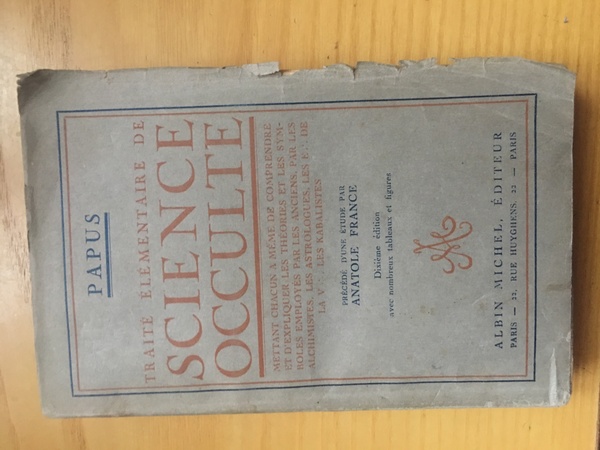 PAPUS
TRAITÉ ÉLÉMENTAIRE DE
SCIENCE
OCCULTE
METTANT CHACUN A MÊME DE COMPRENDRE
ET D'EXPLIQUER LES THÉORIES ET LES SYM-
BOLES EMPLOYÉS PAR LES ANCIENS, PAR LES
ALCHIMISTES, LES ASTROLOGUES, LES E∴ DE
LA V∴ LES KABALISTES
PRÉCÉDÉ D'UNE ÉTUDE PAR
ANATOLE FRANCE
Dixième édition
avec nombreux tableaux et figures
ALBIN MICHEL, ÉDITEUR
PARIS — 22, RUE HUYGHENS, 22 — PARIS